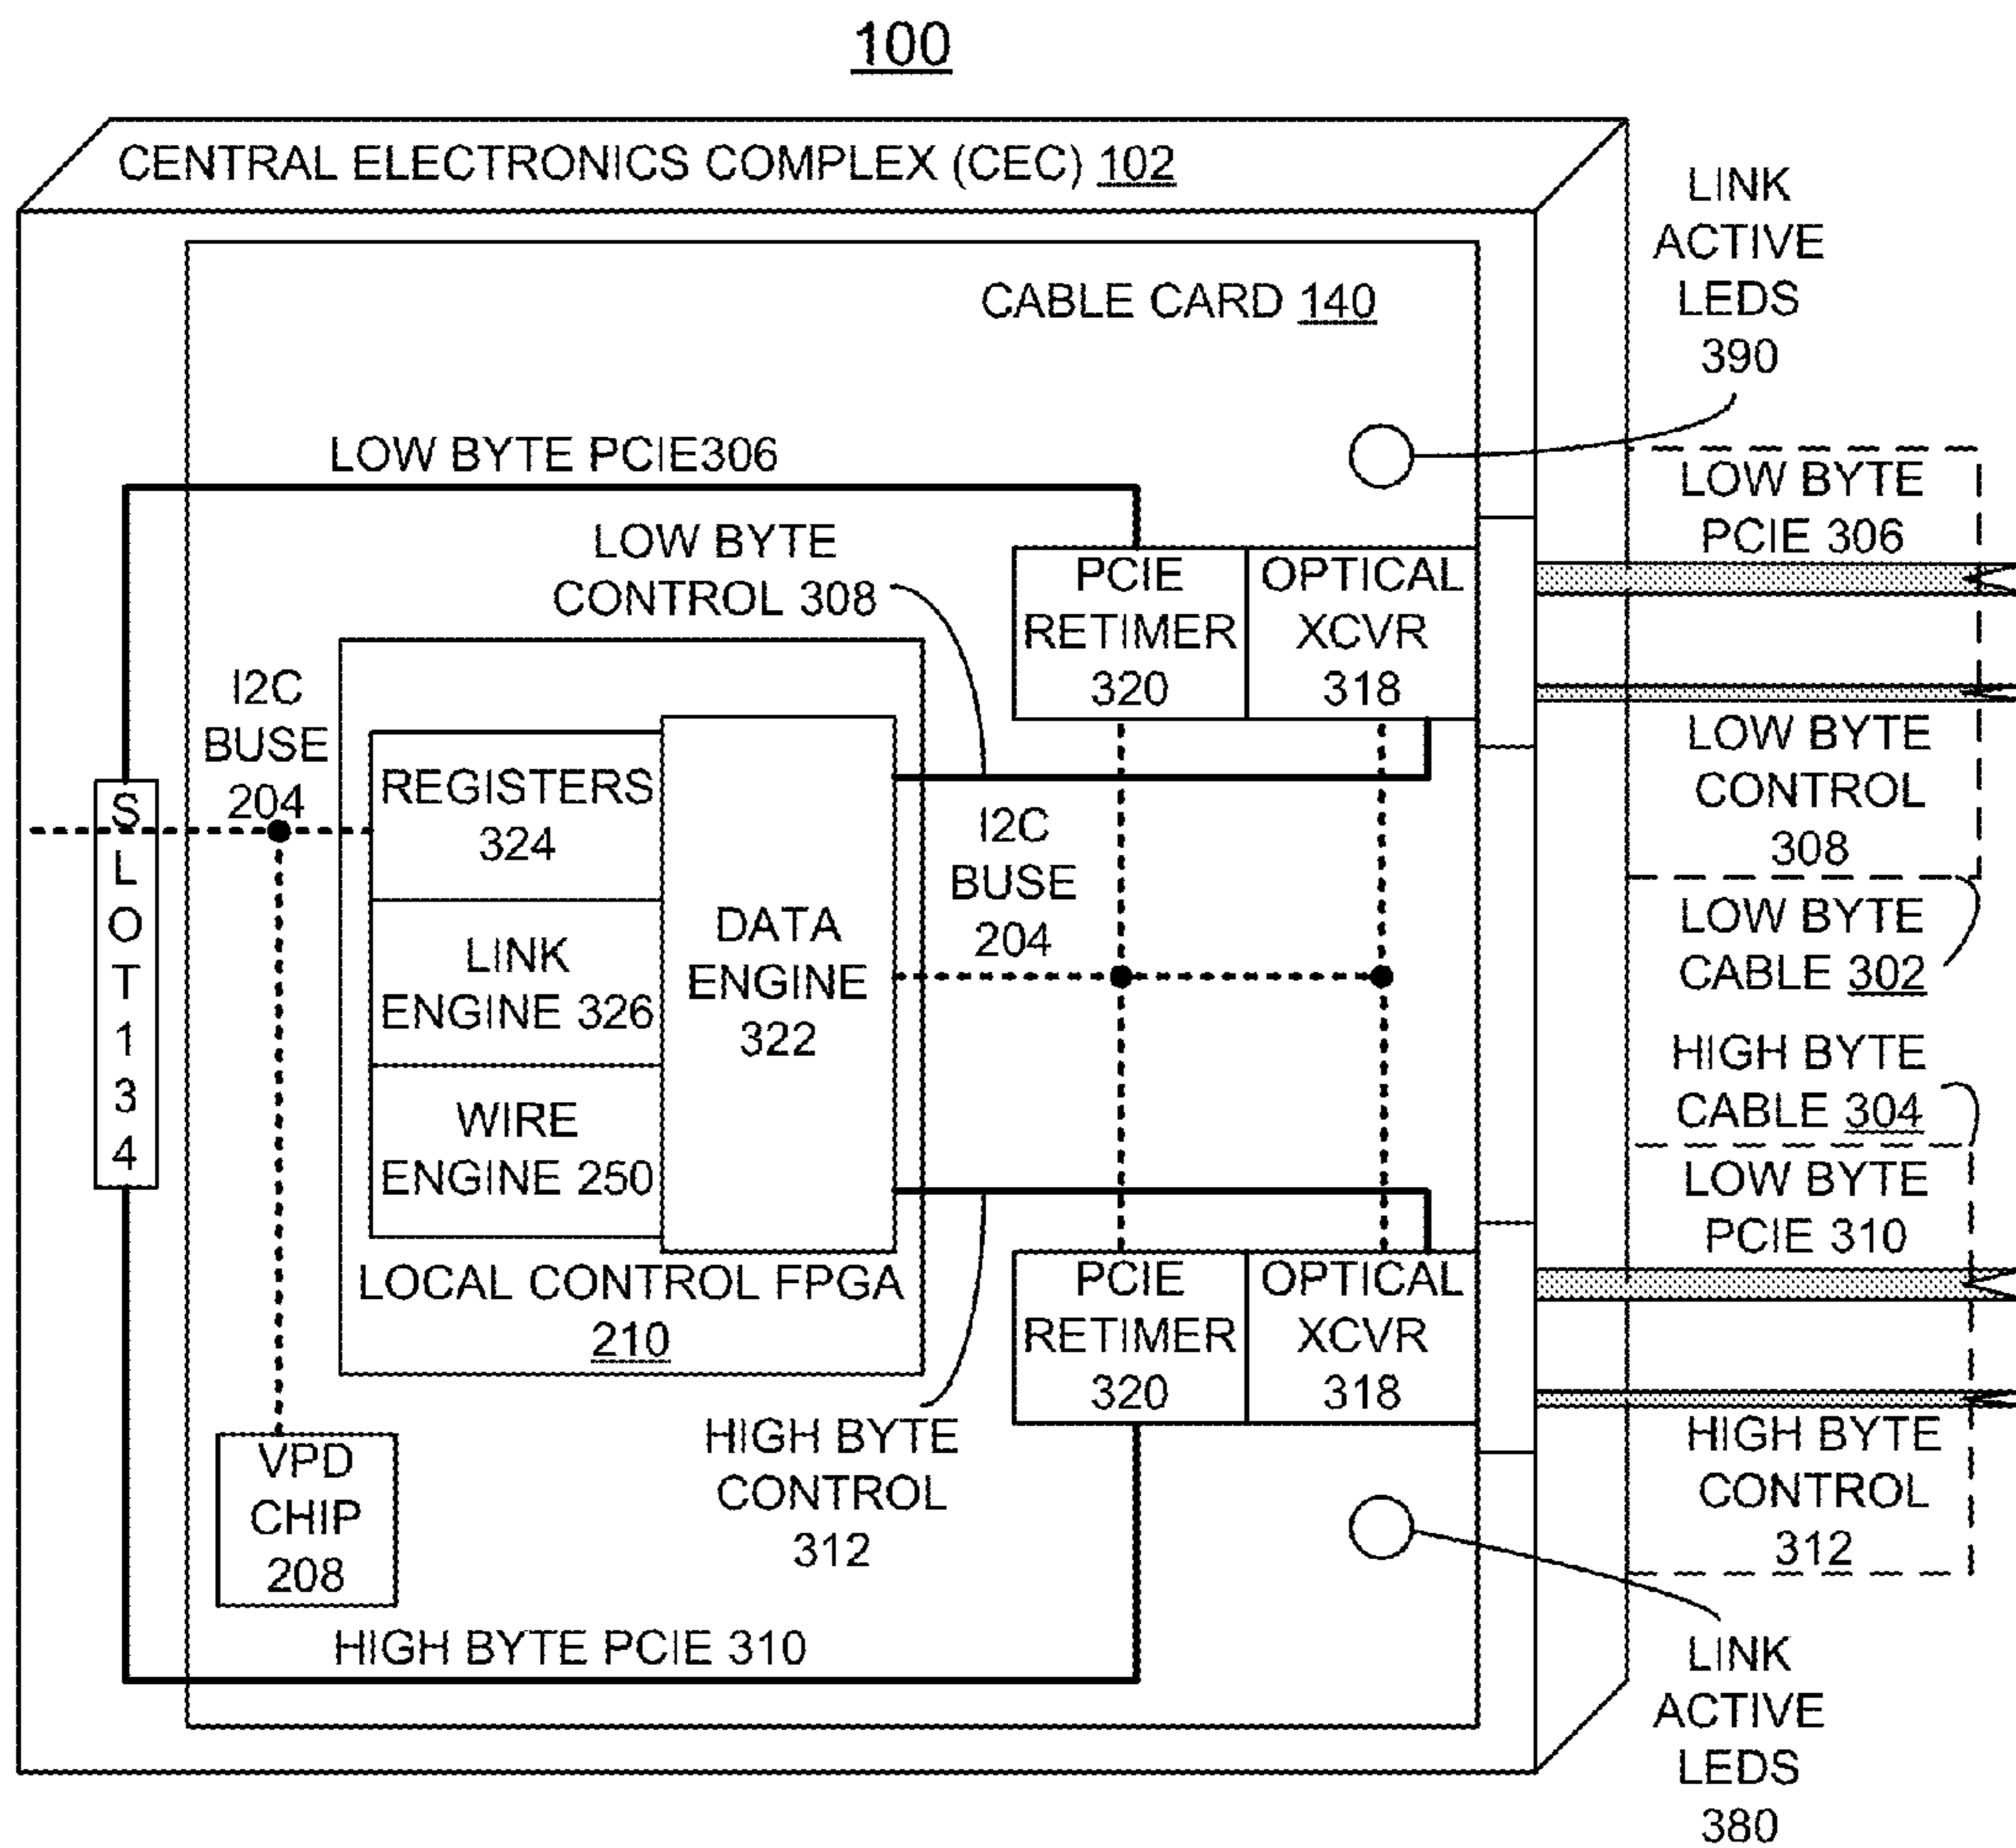 100
CENTRAL ELECTRONICS COMPLEX (CEC) 102
LINK
ACTIVE
LEDS
390
CABLE CARD 140
LOW BYTE PCIE306
LOW BYTE
CONTROL 308
PCIE
RETIMER
320
OPTICAL
XCVR
318
LOW BYTE
PCIE 306
LOW BYTE
CONTROL
308
LOW BYTE
CABLE 302
I2C
BUSE
204
S
L
O
T
1
3
4
REGISTERS
324
LINK
ENGINE 326
WIRE
ENGINE 250
DATA
ENGINE
322
LOCAL CONTROL FPGA
210
I2C
BUSE
204
HIGH BYTE
CABLE 304
LOW BYTE
PCIE 310
HIGH BYTE
CONTROL
312
PCIE
RETIMER
320
OPTICAL
XCVR
318
HIGH BYTE
CONTROL
312
VPD
CHIP
208
HIGH BYTE PCIE 310
LINK
ACTIVE
LEDS
380